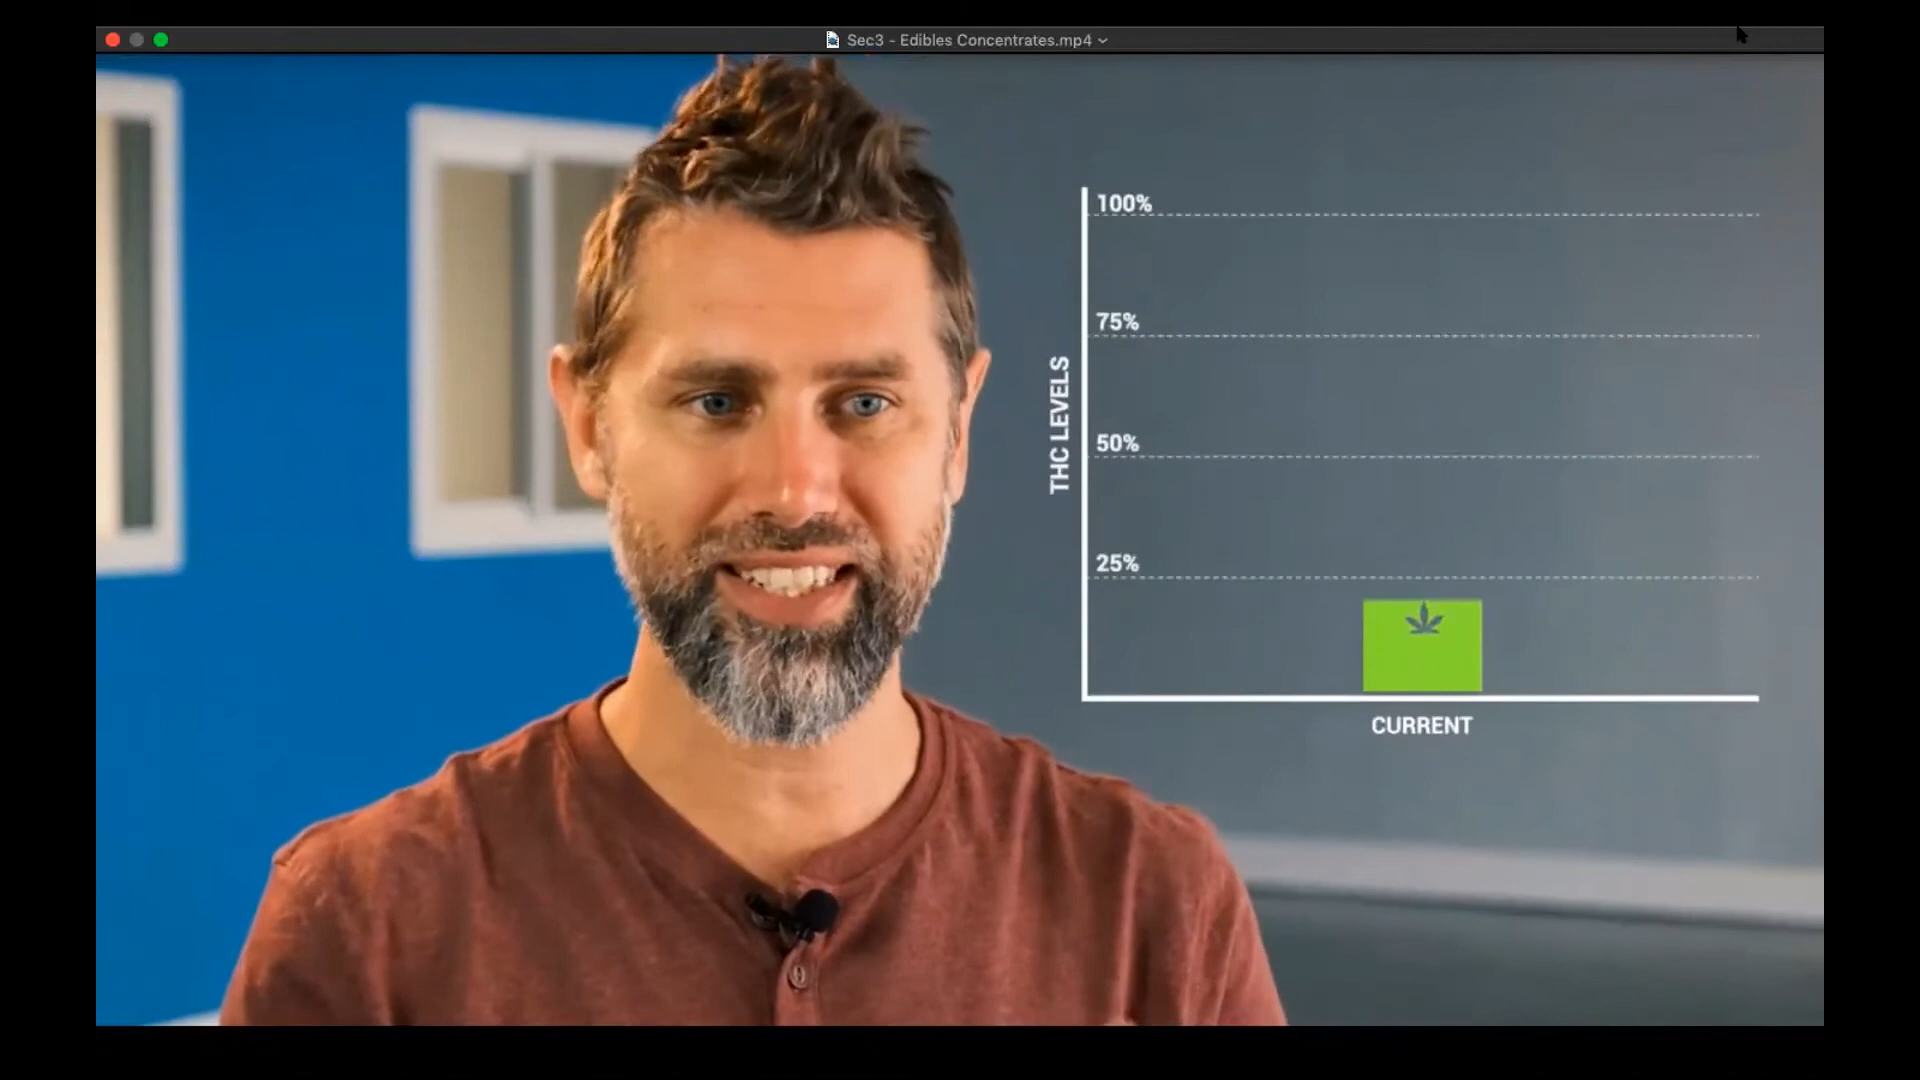 Sec3 - Edibles Concentrates.mp4
100%
75%
THC LEVELS
50%
25%
CURRENT